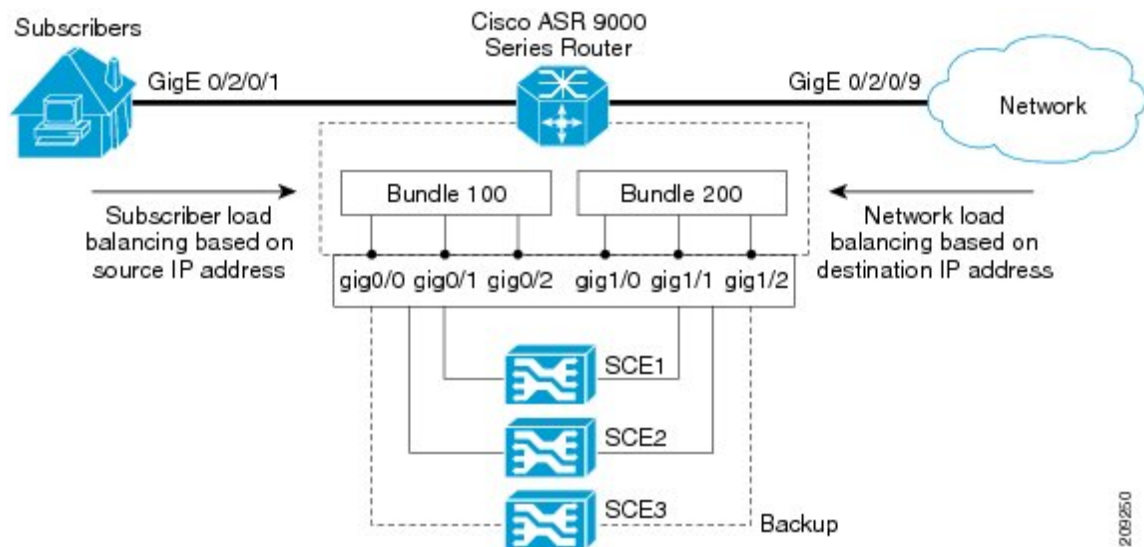 Subscribers
Cisco ASR 9000
Series Router
GigE 0/2/0/1
GigE 0/2/0/9
Network
Bundle 100
Bundle 200
Subscriber load
balancing based on
source IP address
Network load
balancing based on
destination IP address
gig0/0 gig0/1 gig0/2 gig1/0 gig1/1 gig1/2
SCE1
SCE2
SCE3
Backup
209250